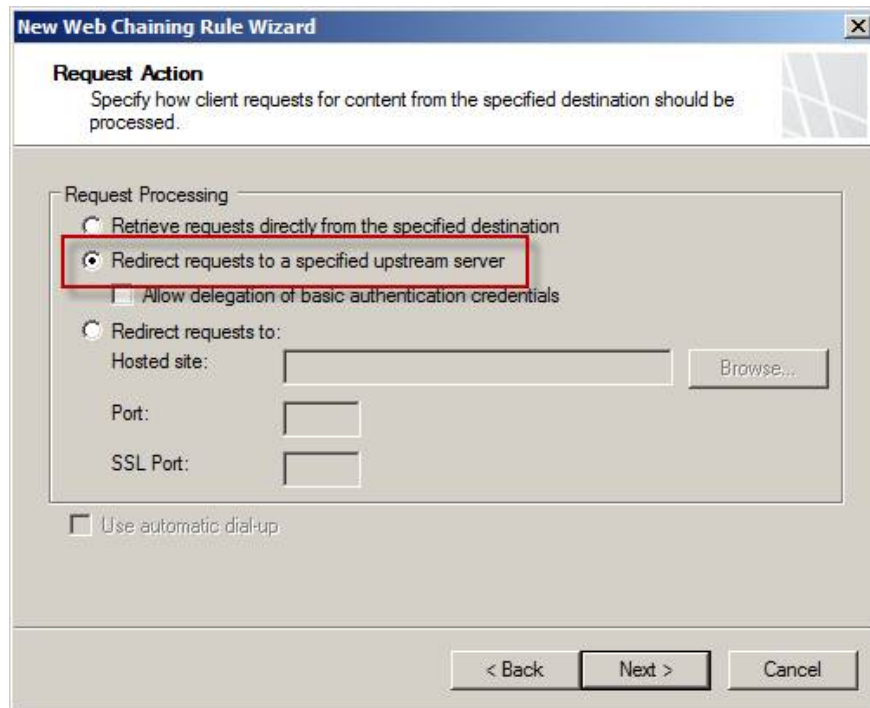 New Web Chaining Rule Wizard
Request Action
Specify how client requests for content from the specified destination should be
processed.
Request Processing
Retrieve requests directly from the specified destination
Redirect requests to a specified upstream server
Allow delegation of basic authentication credentials
Redirect requests to:
Hosted site:
Browse...
Port:
SSL Port:
Use automatic dial-up
< Back
Next >
Cancel